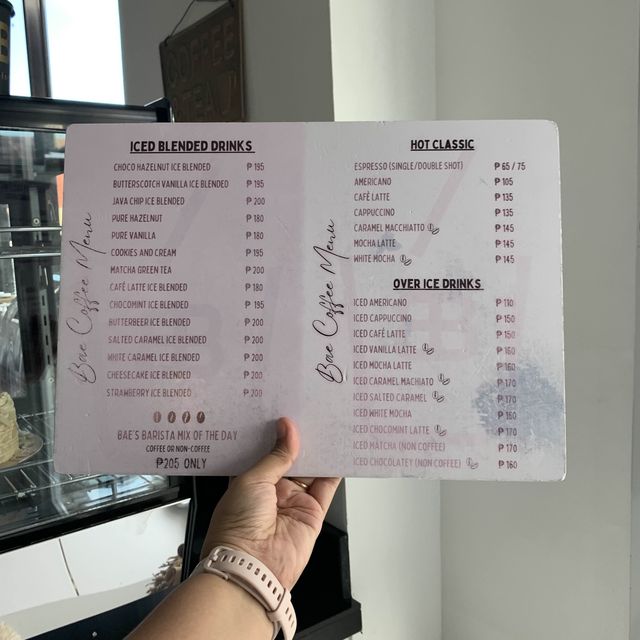 COFFEE
ICED BLENDED DRINKS
CHOCO HAZELNUT ICE BLENDED ₱ 195
BUTTERSCOTCH VANILLA ICE BLENDED ₱ 195
JAVA CHIP ICE BLENDED ₱ 200
PURE HAZELNUT ₱ 180
PURE VANILLA ₱ 180
COOKIES AND CREAM ₱ 195
MATCHA GREEN TEA ₱ 200
CAFÉ LATTE ICE BLENDED ₱ 180
CHOCOMINT ICE BLENDED ₱ 195
BUTTERBEER ICE BLENDED ₱ 200
SALTED CARAMEL ICE BLENDED ₱ 200
WHITE CARAMEL ICE BLENDED ₱ 200
CHEESECAKE ICE BLENDED ₱ 200
STRAWBERRY ICE BLENDED ₱ 200
BAE'S BARISTA MIX OF THE DAY
COFFEE OR NON-COFFEE
₱205 ONLY
Bae Coffee Menu
HOT CLASSIC
ESPRESSO (SINGLE/DOUBLE SHOT) ₱ 65 / 75
AMERICANO ₱ 105
CAFÉ LATTE ₱ 135
CAPPUCCINO ₱ 135
CARAMEL MACCHIATO ₱ 145
MOCHA LATTE ₱ 145
WHITE MOCHA ₱ 145
OVER ICE DRINKS
ICED AMERICANO ₱ 110
ICED CAPPUCCINO ₱ 150
ICED CAFÉ LATTE ₱ 150
ICED VANILLA LATTE ₱ 160
ICED MOCHA LATTE ₱ 160
ICED CARAMEL MACHIATO ₱ 170
ICED SALTED CARAMEL ₱ 170
ICED WHITE MOCHA ₱ 160
ICED CHOCOMINT LATTE ₱ 170
ICED MATCHA (NON COFFEE) ₱ 170
ICED CHOCOLATEY (NON COFFEE) ₱ 160
Bae Coffee Menu